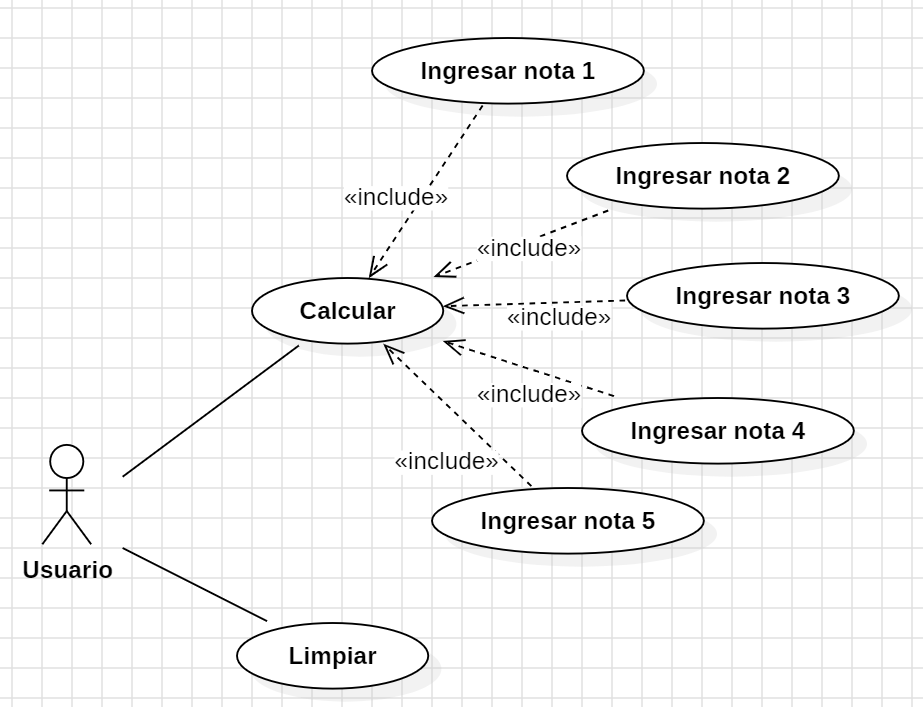 Ingresar nota 1
Ingresar nota 2
«include»
«include»
Ingresar nota 3
Calcular
«include»
«include»
Ingresar nota 4
«include»
Ingresar nota 5
Usuario
Limpiar